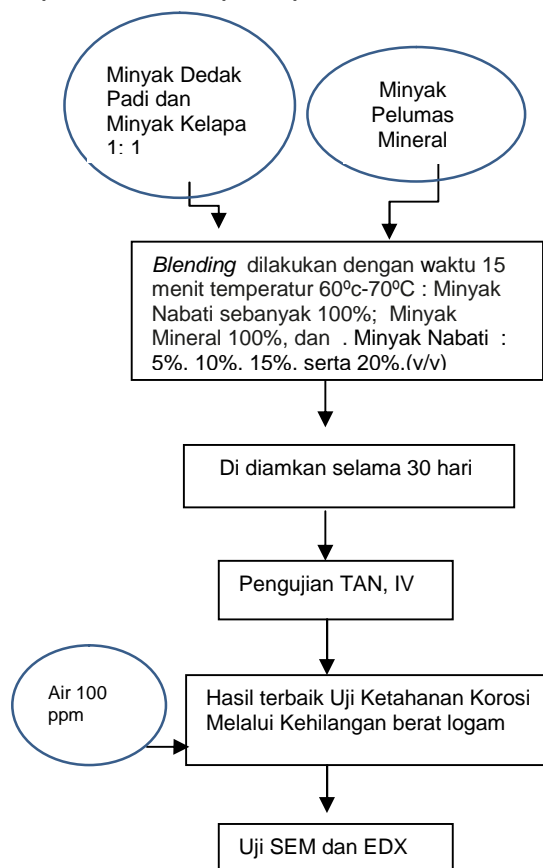 Minyak Dedak
Padi dan
Minyak Kelapa
1: 1
Minyak
Pelumas
Mineral
Blending dilakukan dengan waktu 15
menit temperatur 60ºc-70ºC : Minyak
Nabati sebanyak 100%; Minyak
Mineral 100%, dan . Minyak Nabati :
5%. 10%. 15%. serta 20%.(v/v)
Di diamkan selama 30 hari
Pengujian TAN, IV
Air 100
ppm
Hasil terbaik Uji Ketahanan Korosi
Melalui Kehilangan berat logam
Uji SEM dan EDX